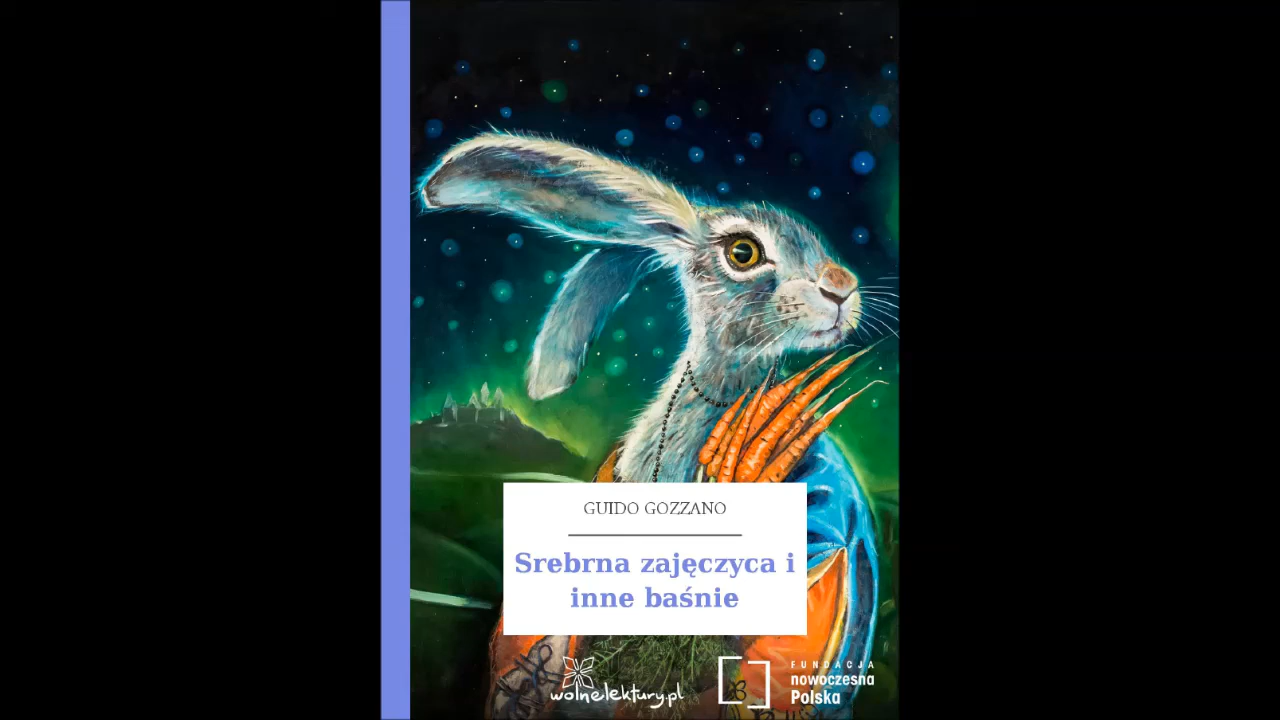 GUIDO GOZZANO
Srebrna zajęczyca i
inne baśnie
wolnelektury.pl
FUNDACJA
nowoczesna
Polska